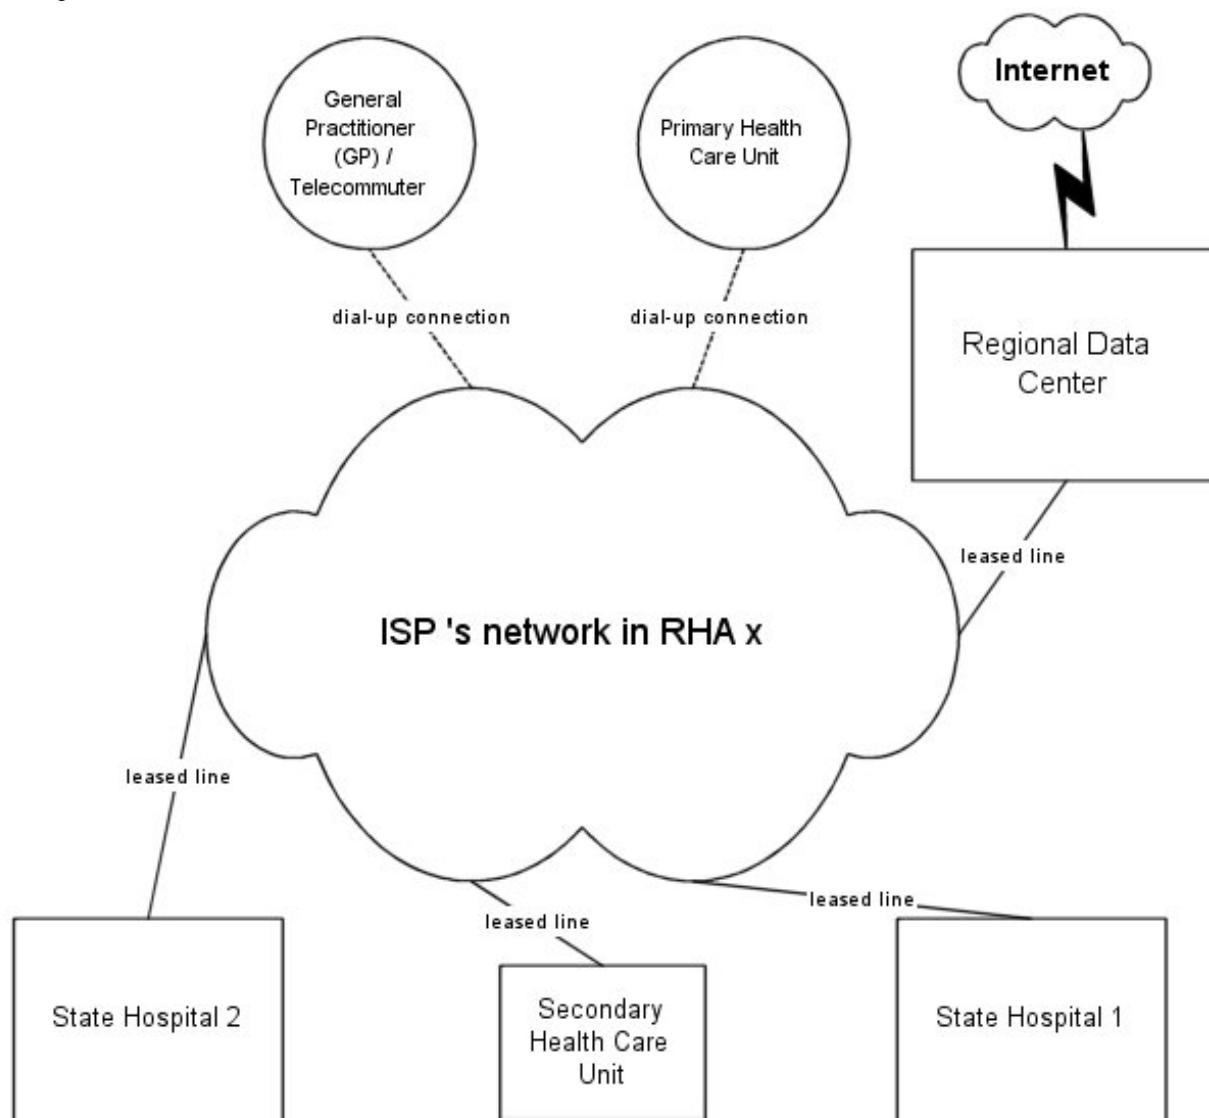 General
Practitioner
(GP) /
Telecommuter
Primary Health
Care Unit
Internet
dial-up connection
dial-up connection
Regional Data
Center
leased line
ISP 's network in RHA x
leased line
leased line
leased line
State Hospital 2
Secondary
Health Care
Unit
State Hospital 1